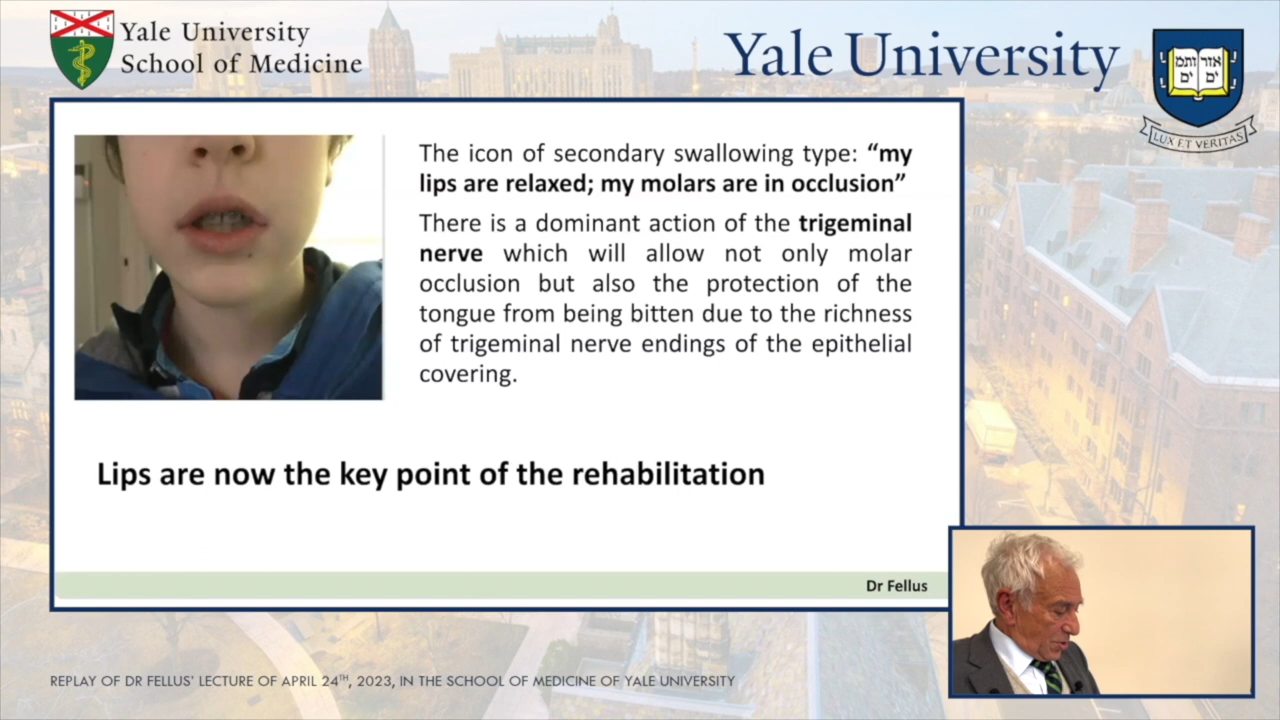 Yale University
School of Medicine
Yale University
אזר ותמ
ים ים
LUX ET VERITAS
The icon of secondary swallowing type: “my
lips are relaxed; my molars are in occlusion”
There is a dominant action of the trigeminal
nerve which will allow not only molar
occlusion but also the protection of the
tongue from being bitten due to the richness
of trigeminal nerve endings of the epithelial
covering.
Lips are now the key point of the rehabilitation
Dr Fellus
REPLAY OF DR FELLUS’ LECTURE OF APRIL 24TH, 2023, IN THE SCHOOL OF MEDICINE OF YALE UNIVERSITY